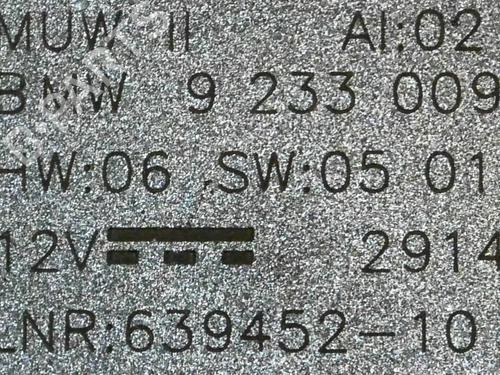 MUW II AI:02
BMW 9 233 009
HW:06 SW:05 01
12V 2914
LNR:639452-10